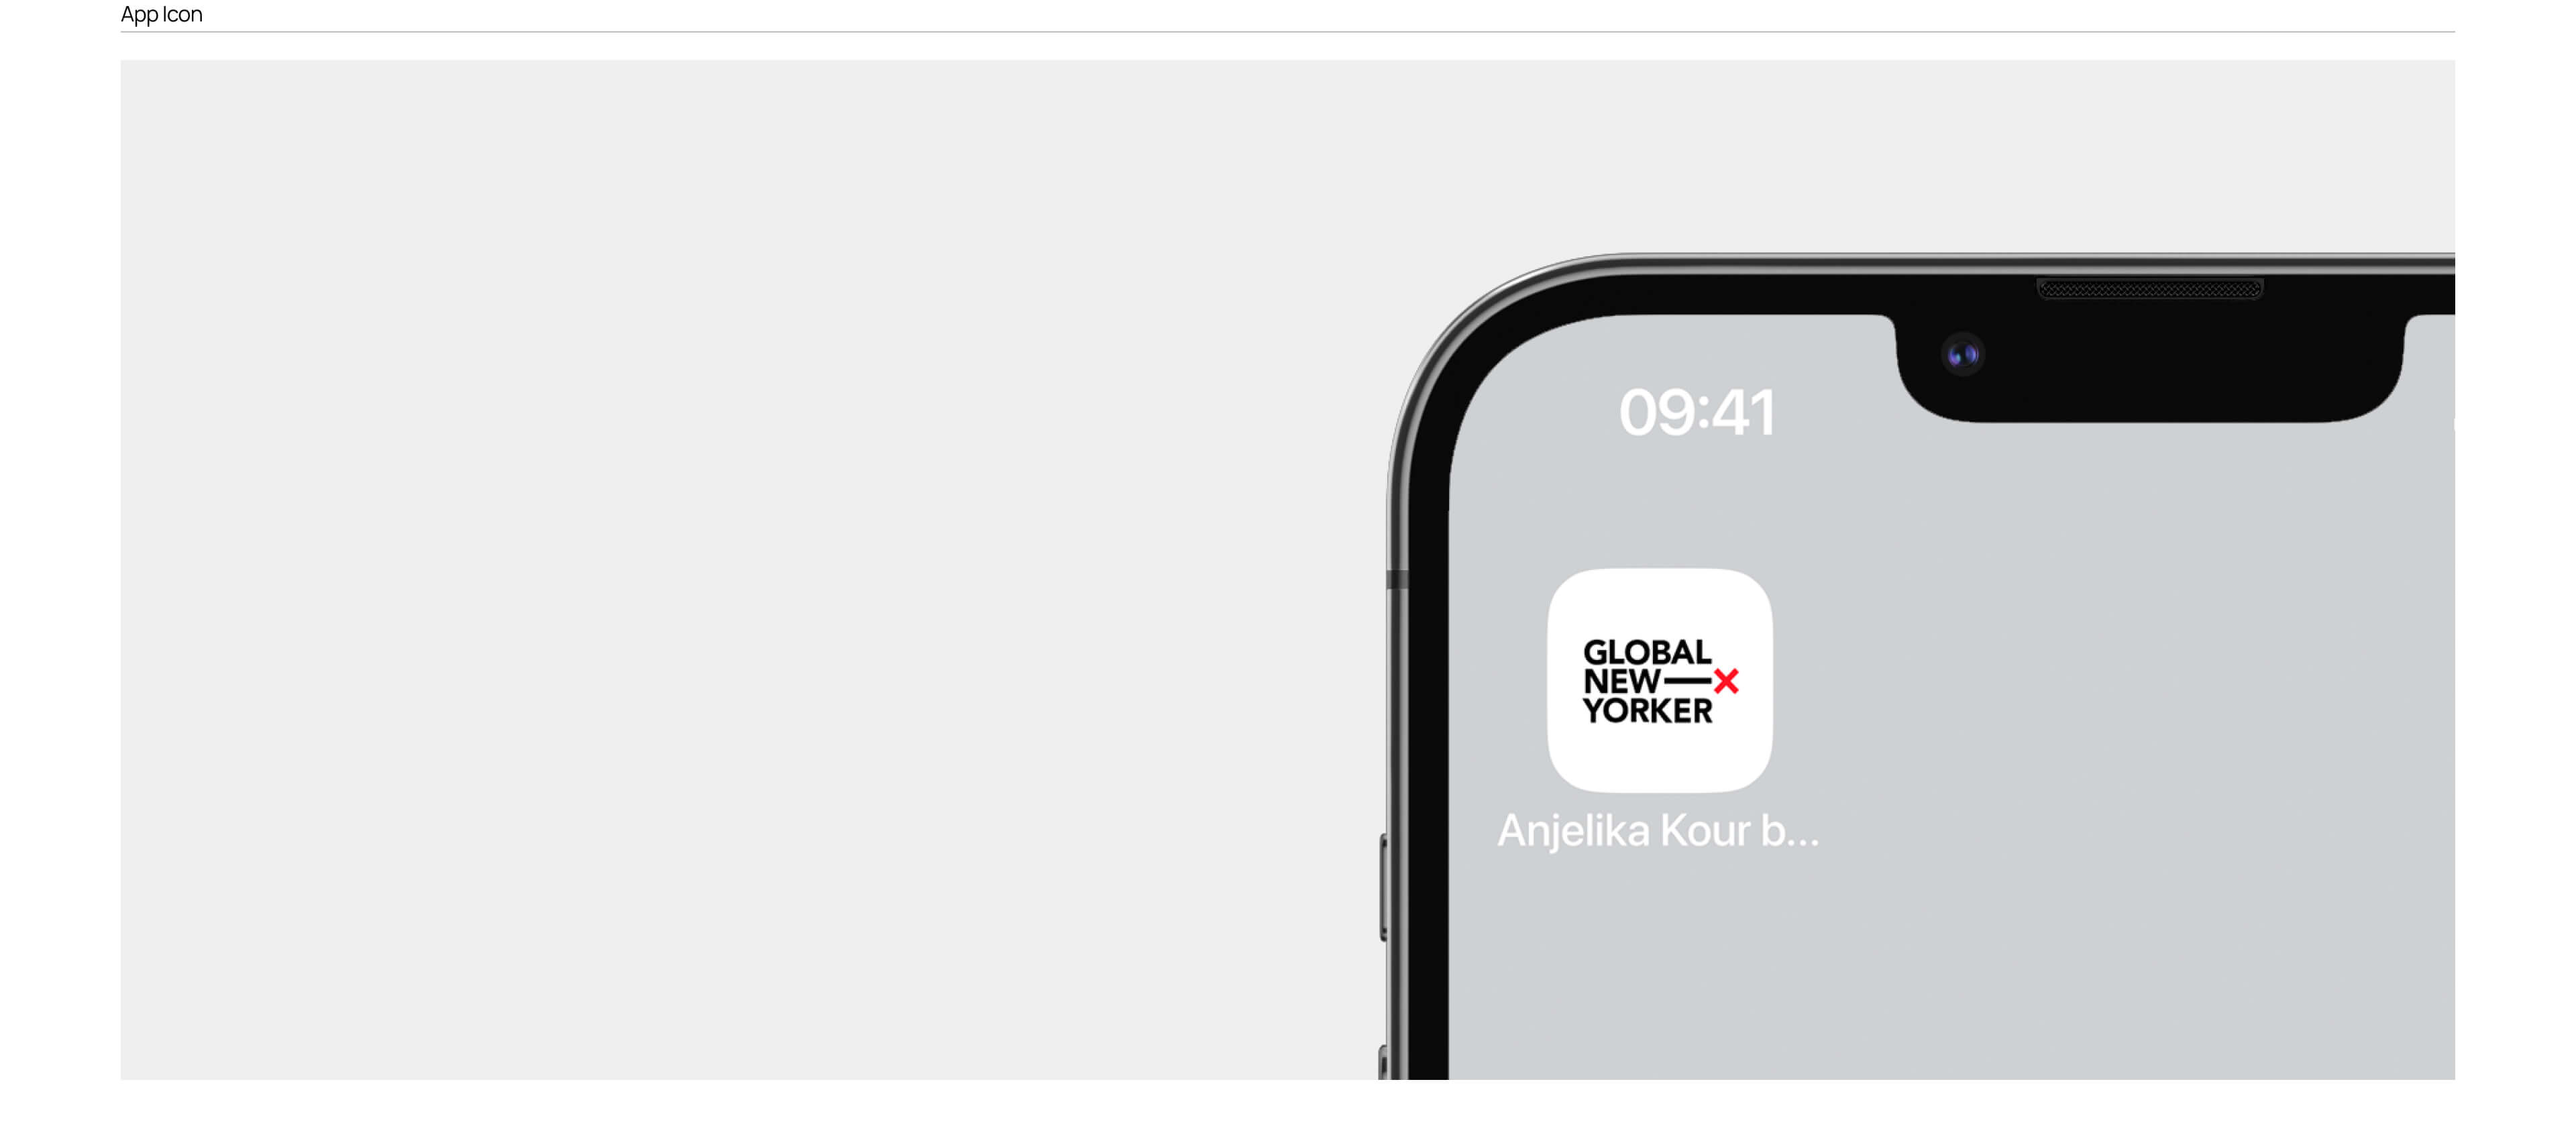 App Icon
09:41
GLOBAL
NEW—X
YORKER
Anjelika Kour b...